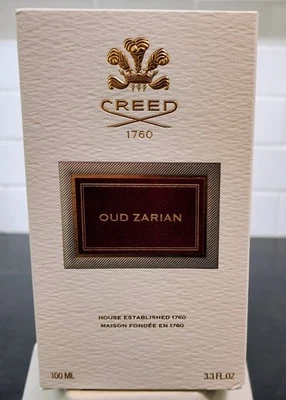 CREED
1760
OUD ZARIAN
HOUSE ESTABLISHED 1760
MAISON FONDÉE EN 1760
100 ML 3.3 FL OZ